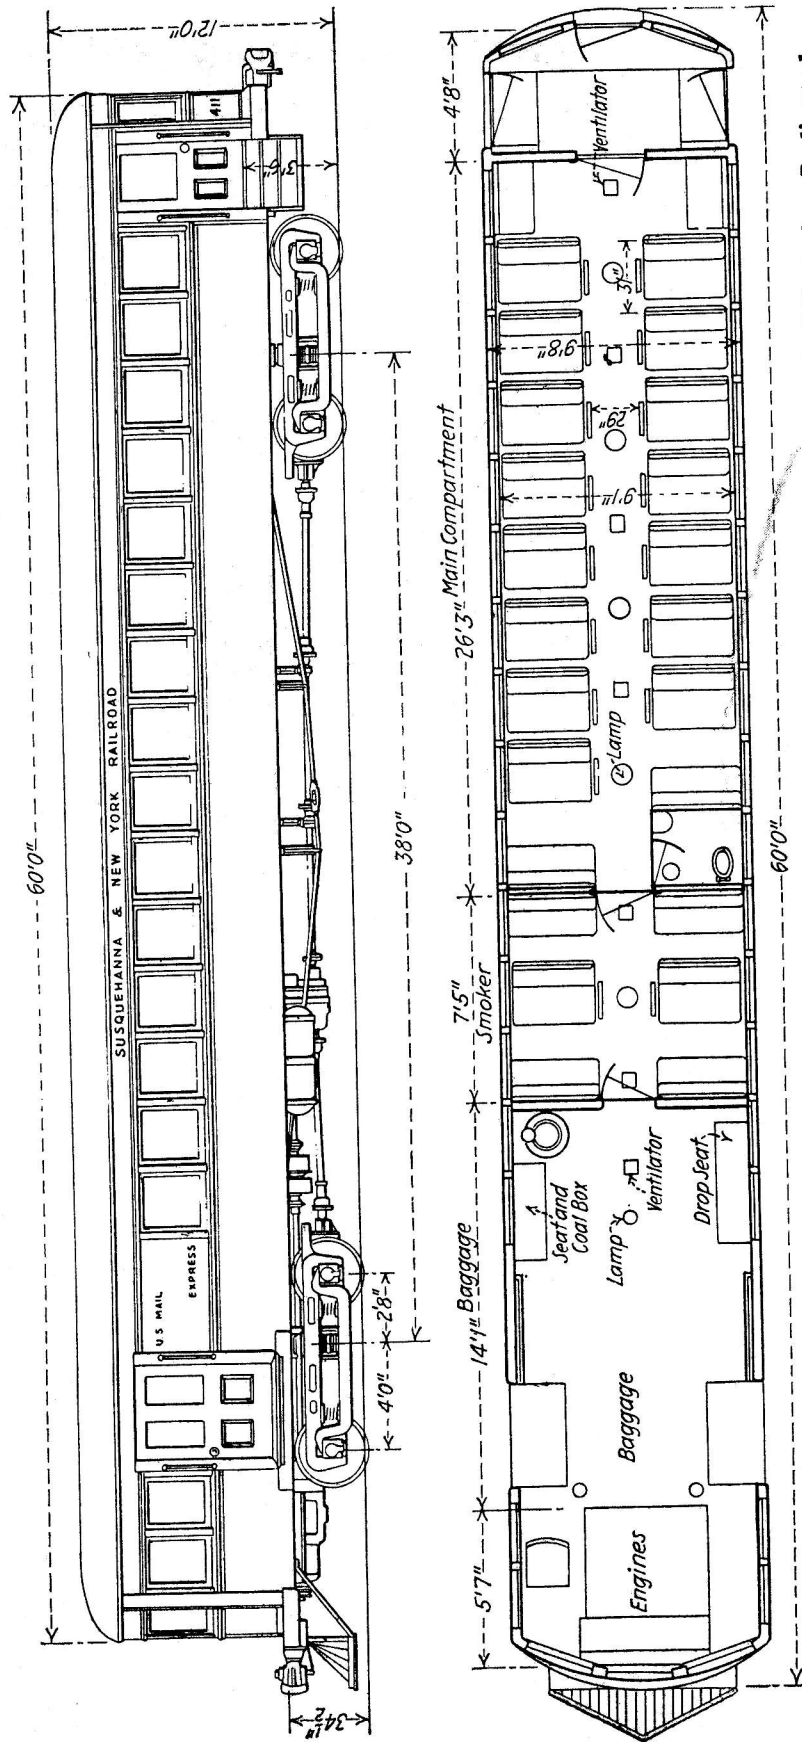 60'0"
12'0"
SUSQUEHANNA & NEW YORK RAILROAD
411
U.S MAIL
EXPRESS
3'6"
34½"
4'0"
2'8"
38'0"
5'7"
14'1" Baggage
7'5"
Smoker
26'3" Main Compartment
4'8"
Engines
Baggage
Seat and
Coal Box
Lamp
Ventilator
Drop Seat
Lamp
9'1"
29"
9'8"
31"
Ventilator
60'0"